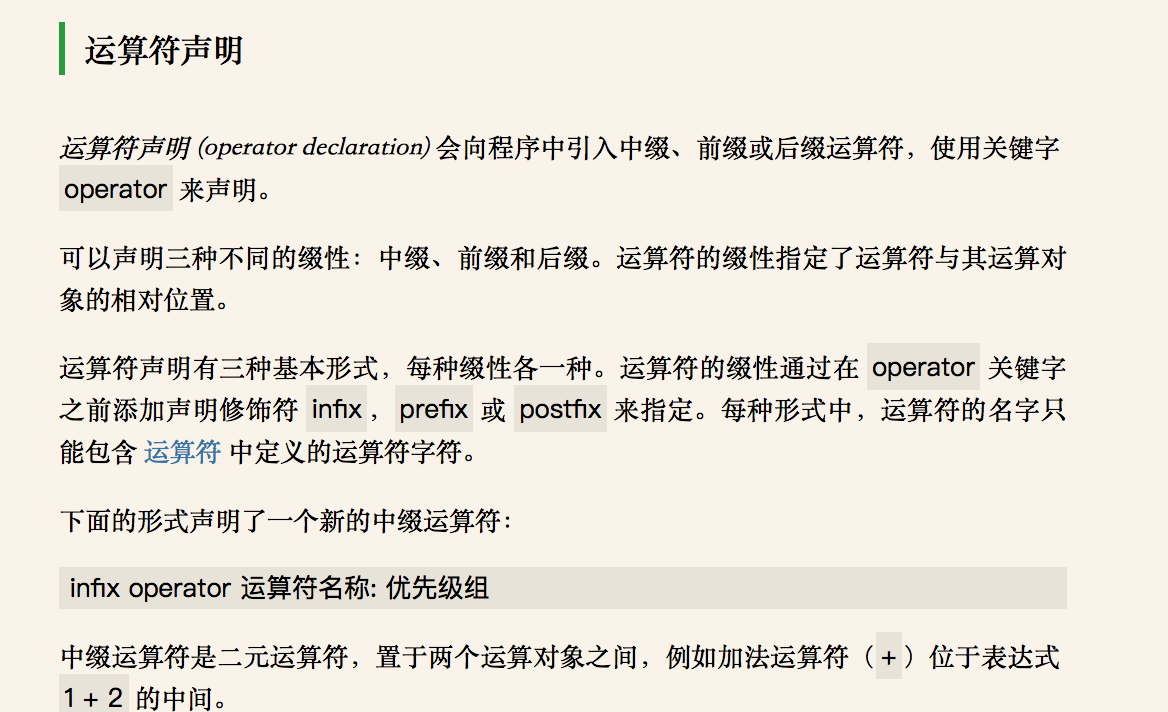 运算符声明
运算符声明 (operator declaration) 会向程序中引入中缀、前缀或后缀运算符，使用关键字
operator 来声明。
可以声明三种不同的缀性：中缀、前缀和后缀。运算符的缀性指定了运算符与其运算对
象的相对位置。
运算符声明有三种基本形式，每种缀性各一种。运算符的缀性通过在 operator 关键字
之前添加声明修饰符 infix，prefix 或 postfix 来指定。每种形式中，运算符的名字只
能包含 运算符 中定义的运算符字符。
下面的形式声明了一个新的中缀运算符：
infix operator 运算符名称: 优先级组
中缀运算符是二元运算符，置于两个运算对象之间，例如加法运算符（+）位于表达式
1 + 2 的中间。